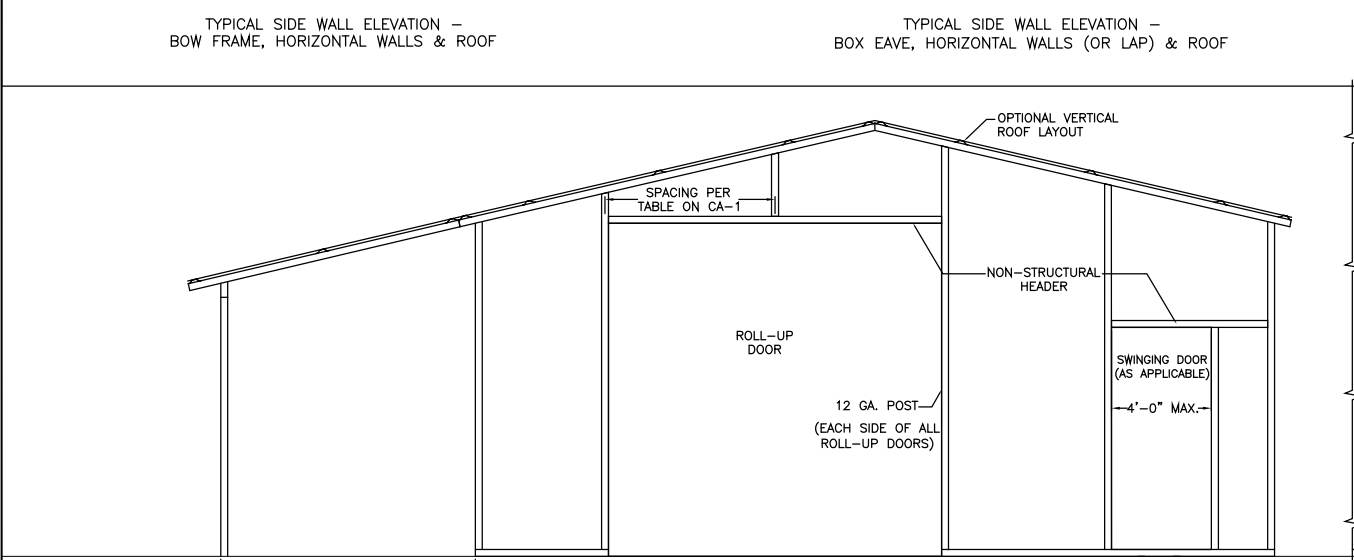 TYPICAL SIDE WALL ELEVATION –
BOW FRAME, HORIZONTAL WALLS & ROOF
TYPICAL SIDE WALL ELEVATION –
BOX EAVE, HORIZONTAL WALLS (OR LAP) & ROOF
OPTIONAL VERTICAL
ROOF LAYOUT
SPACING PER
TABLE ON CA–1
NON–STRUCTURAL
HEADER
ROLL–UP
DOOR
SWINGING DOOR
(AS APPLICABLE)
4'–0" MAX.
12 GA. POST
(EACH SIDE OF ALL
ROLL–UP DOORS)